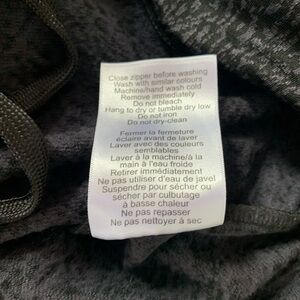 Close zipper before washing
Wash with similar colours
Machine/hand wash cold
Remove immediately
Do not bleach
Hang to dry or tumble dry low
Do not iron
Do not dry-clean
Fermer la fermeture
éclaire avant de laver
Laver avec des couleurs
semblables
Laver à la machine/à la
main à l'eau froide
Retirer immédiatement
Ne pas utiliser d'eau de javel
Suspendre pour sécher ou
sécher par culbutage
à basse chaleur
Ne pas repasser
Ne pas nettoyer à sec